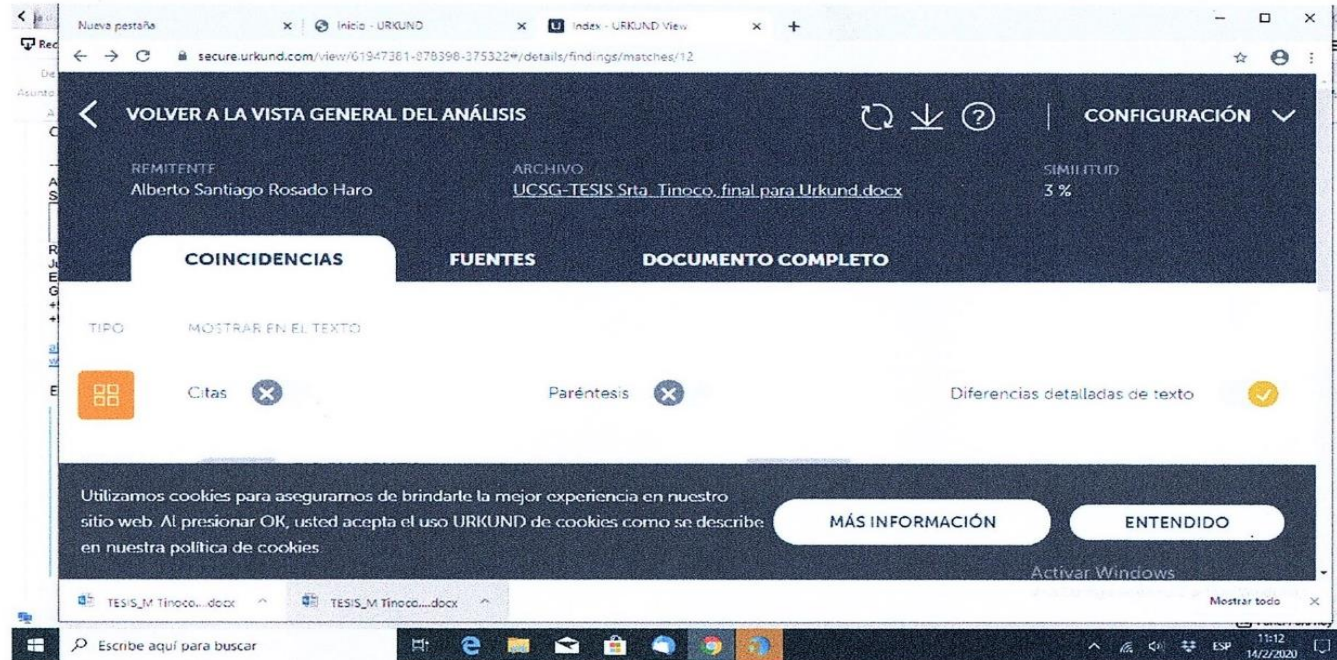 Nueva pestaña
Inicio - URKUND
Index - URKUND View
secure.urkund.com/view/61947381-878398-375322#/details/findings/matches/12
VOLVER A LA VISTA GENERAL DEL ANÁLISIS
CONFIGURACIÓN
REMITENTE
ARCHIVO
SIMILITUD
Alberto Santiago Rosado Haro
UCSG-TESIS Srta. Tinoco, final para Urkund.docx
3 %
COINCIDENCIAS
FUENTES
DOCUMENTO COMPLETO
TIPO
MOSTRAR EN EL TEXTO
Citas
Paréntesis
Diferencias detalladas de texto
Utilizamos cookies para asegurarnos de brindarle la mejor experiencia en nuestro
sitio web. Al presionar OK, usted acepta el uso URKUND de cookies como se describe
en nuestra política de cookies
MÁS INFORMACIÓN
ENTENDIDO
Activar Windows
TESIS_M Tinoco....docx
TESIS_M Tinoco....docx
Mostrar todo
Escribe aquí para buscar
ESP
11:12
14/2/2020